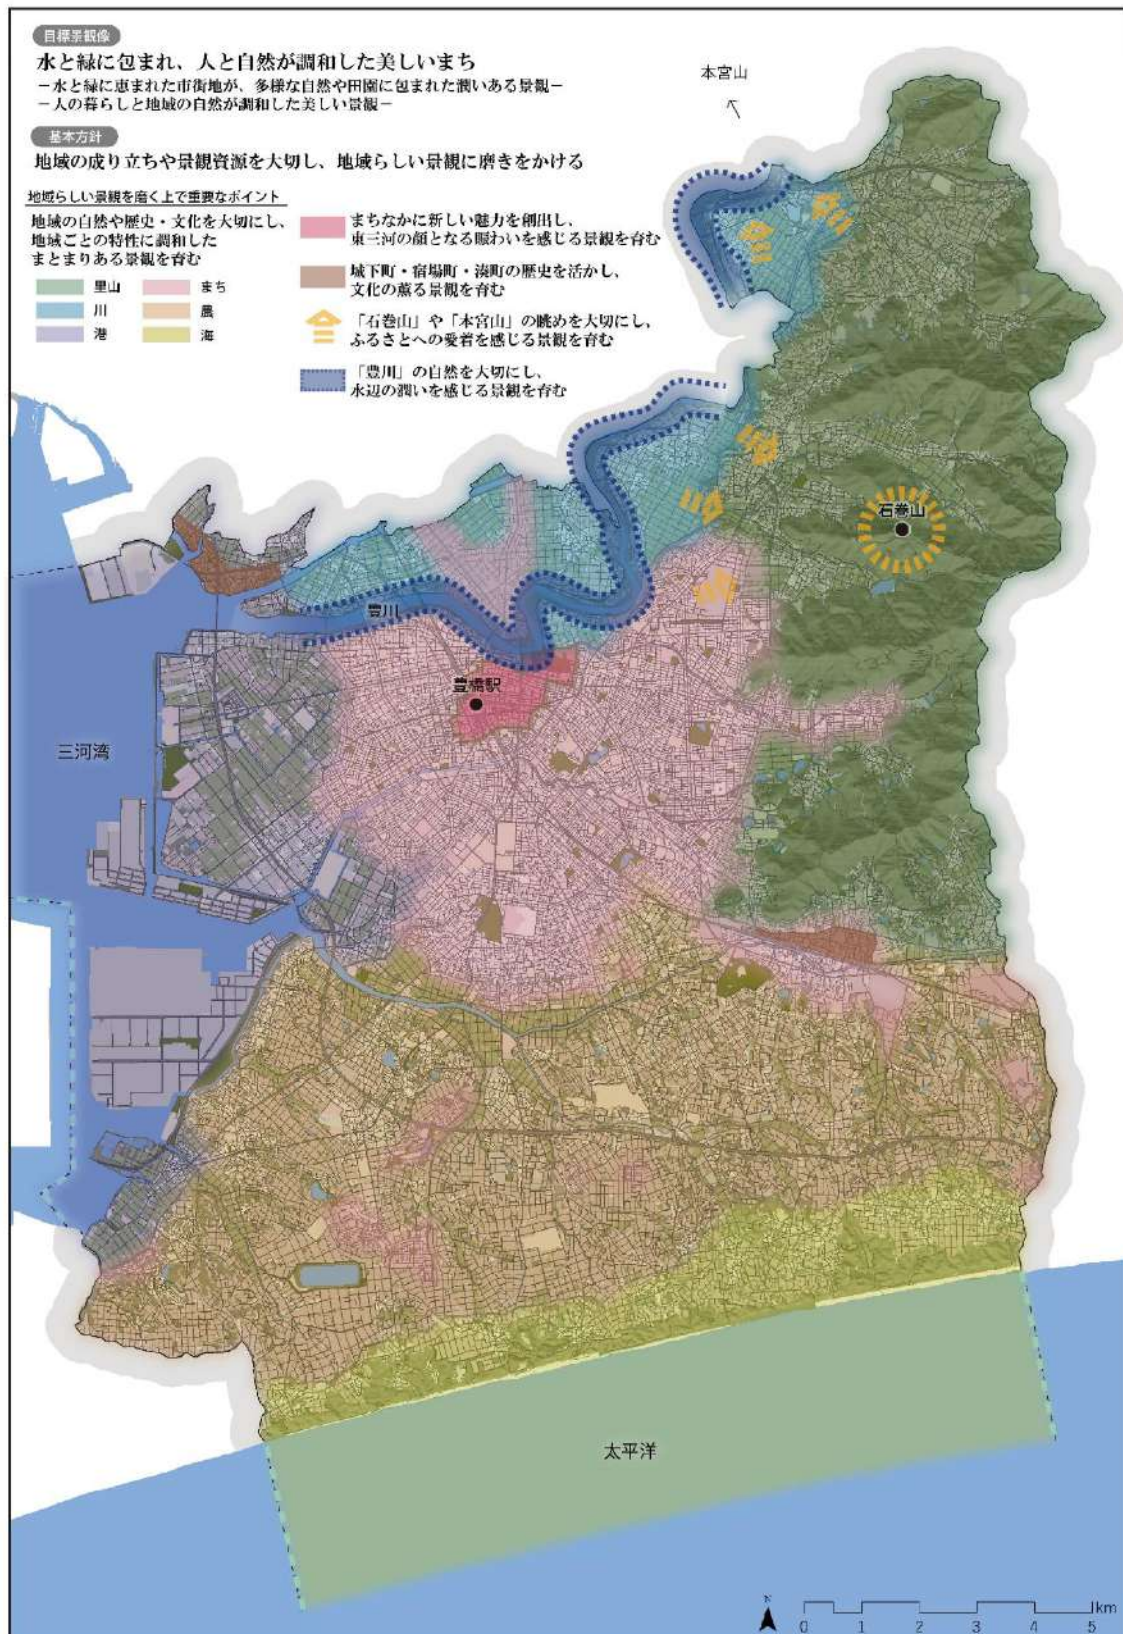 目標景観像
水と緑に包まれ、人と自然が調和した美しいまち
－水と緑に恵まれた市街地が、多様な自然や田園に包まれた潤いある景観－
－人の暮らしと地域の自然が調和した美しい景観－
基本方針
地域の成り立ちや景観資源を大切し、地域らしい景観に磨きをかける
地域らしい景観を磨く上で重要なポイント
地域の自然や歴史・文化を大切にし、
地域ごとの特性に調和した
まとまりある景観を育む
里山
まち
川
農
港
海
まちなかに新しい魅力を創出し、
東三河の顔となる賑わいを感じる景観を育む
城下町・宿場町・湊町の歴史を活かし、
文化の薫る景観を育む
「石巻山」や「本宮山」の眺めを大切にし、
ふるさとへの愛着を感じる景観を育む
「豊川」の自然を大切にし、
水辺の潤いを感じる景観を育む
本宮山
石巻山
豊川
豊橋駅
三河湾
太平洋
N
km
0 1 2 3 4 5